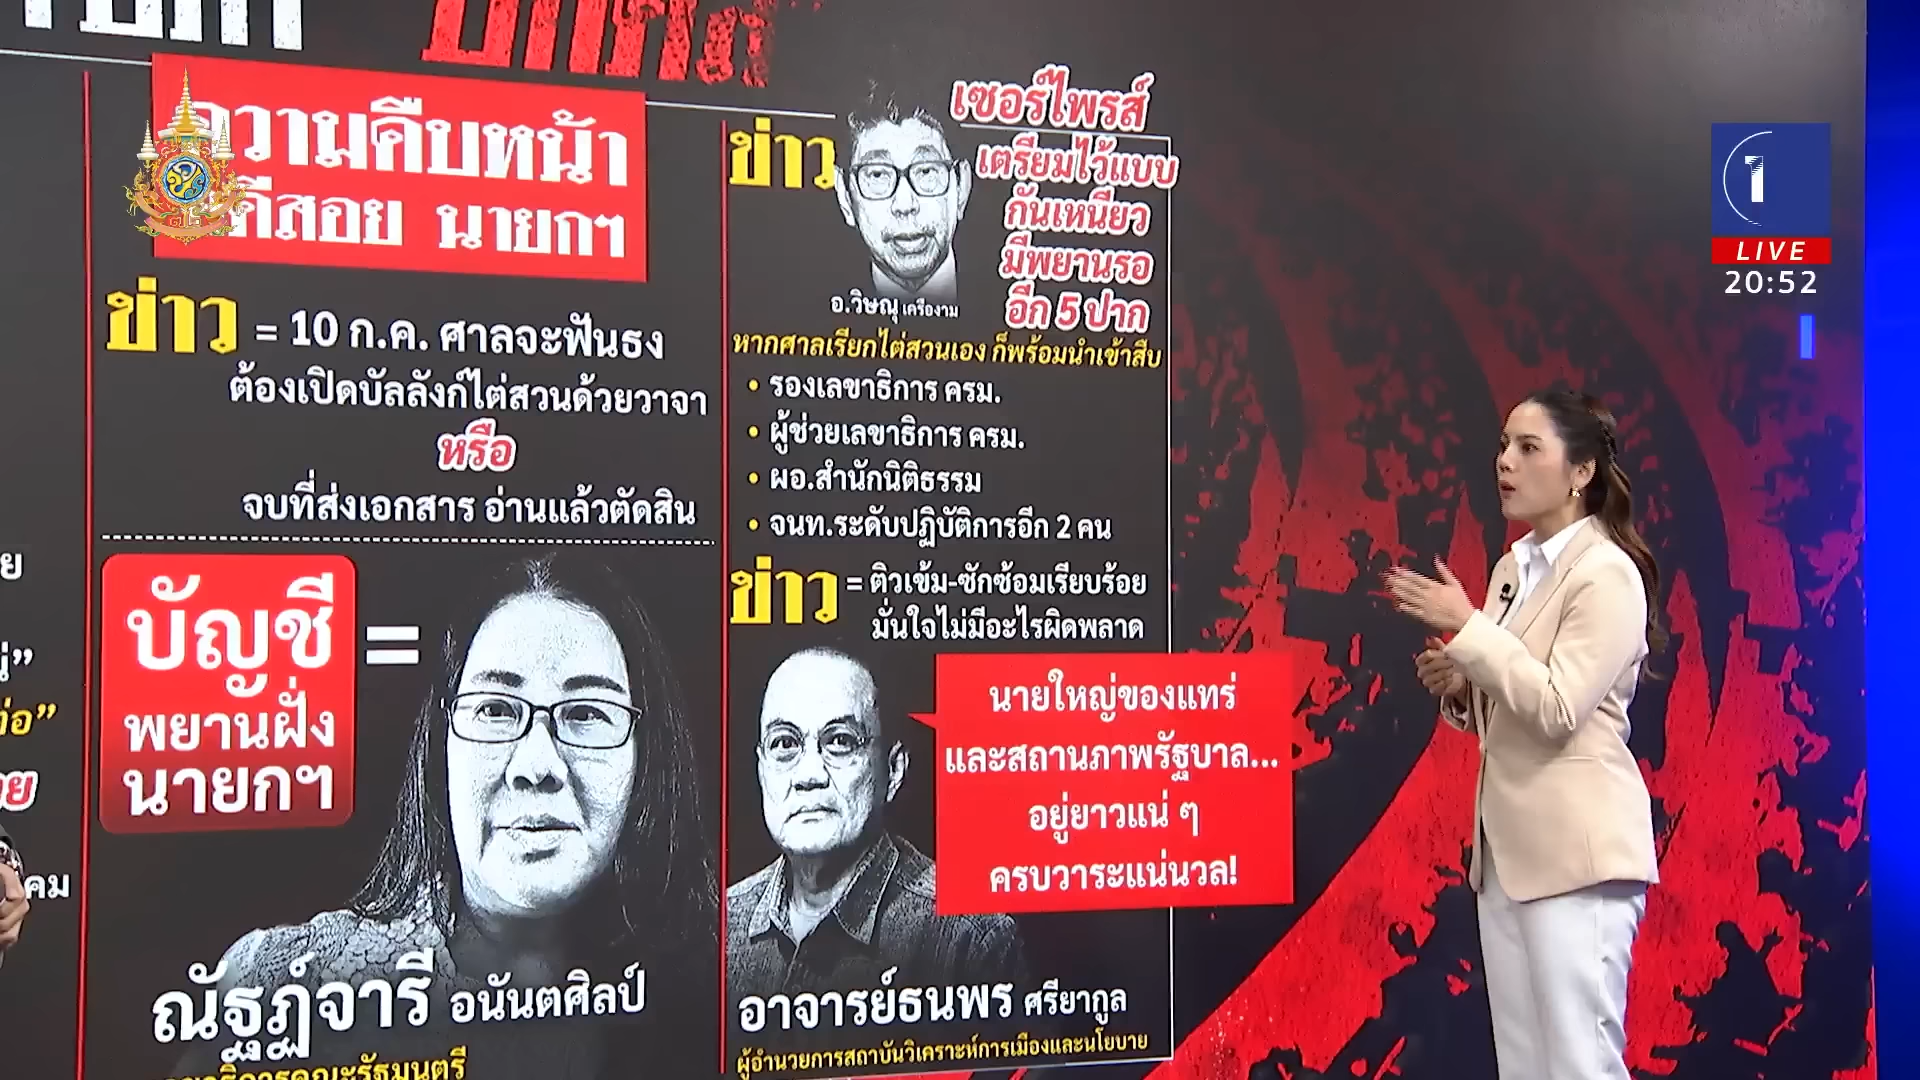 ความคืบหน้า
คดีสอย นายกฯ
ข่าว = 10 ก.ค. ศาลจะฟันธง
ต้องเปิดบัลลังก์ไต่สวนด้วยวาจา
หรือ
จบที่ส่งเอกสาร อ่านแล้วตัดสิน
บัญชี =
พยานฝั่ง
นายกฯ
ณัฐฏ์จารี อนันตศิลป์
ข่าว
เซอร์ไพรส์
เตรียมไว้แบบ
กันเหนียว
มีพยานรอ
อีก 5 ปาก
อ.วิษณุ เครืองาม
หากศาลเรียกไต่สวนเอง ก็พร้อมนำเข้าสืบ
• รองเลขาธิการ ครม.
• ผู้ช่วยเลขาธิการ ครม.
• ผอ.สำนักนิติธรรม
• จนท.ระดับปฏิบัติการอีก 2 คน
ข่าว = ติวเข้ม-ซักซ้อมเรียบร้อย
มั่นใจไม่มีอะไรผิดพลาด
นายใหญ่ของแทร่
และสถานภาพรัฐบาล...
อยู่ยาวแน่ ๆ
ครบวาระแน่นวล!
อาจารย์ธนพร ศรียากูล
ผู้อำนวยการสถาบันวิเคราะห์การเมืองและนโยบาย
1
LIVE
20:52